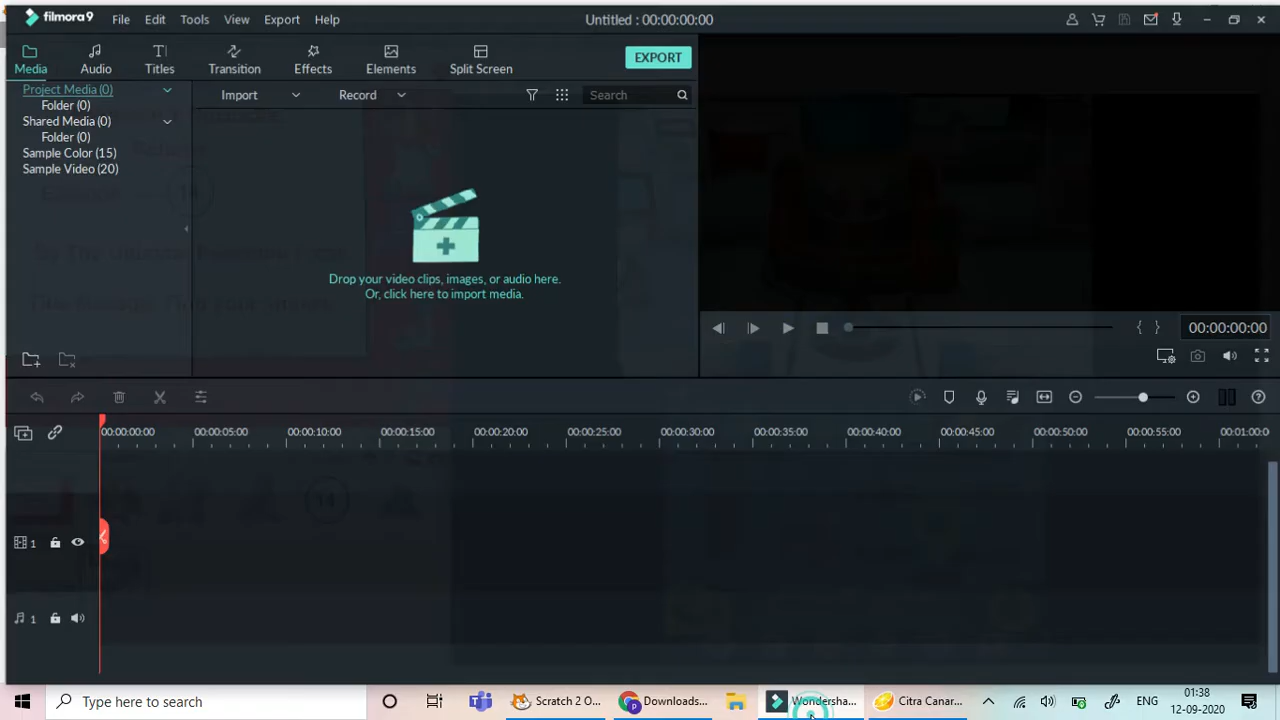 filmora 9 File Edit Tools View Export Help Untitled : 00:00:00:00
Media Audio Titles Transition Effects Elements Split Screen EXPORT
Project Media (0) Import Record Search
Folder (0)
Shared Media (0)
Folder (0)
Sample Color (15)
Sample Video (20)
14
Drop your video clips, images, or audio here.
Or, click here to import media.
00:00:00:00
00:00:00:00 00:00:05:00 00:00:10:00 00:00:15:00 00:00:20:00 00:00:25:00 00:00:30:00 00:00:35:00 00:00:40:00 00:00:45:00 00:00:50:00 00:00:55:00 00:01:00:0
14
1
1
Type here to search Scratch 2 O... Downloads... Wondersha... Citra Canar... ENG 01:38
12-09-2020